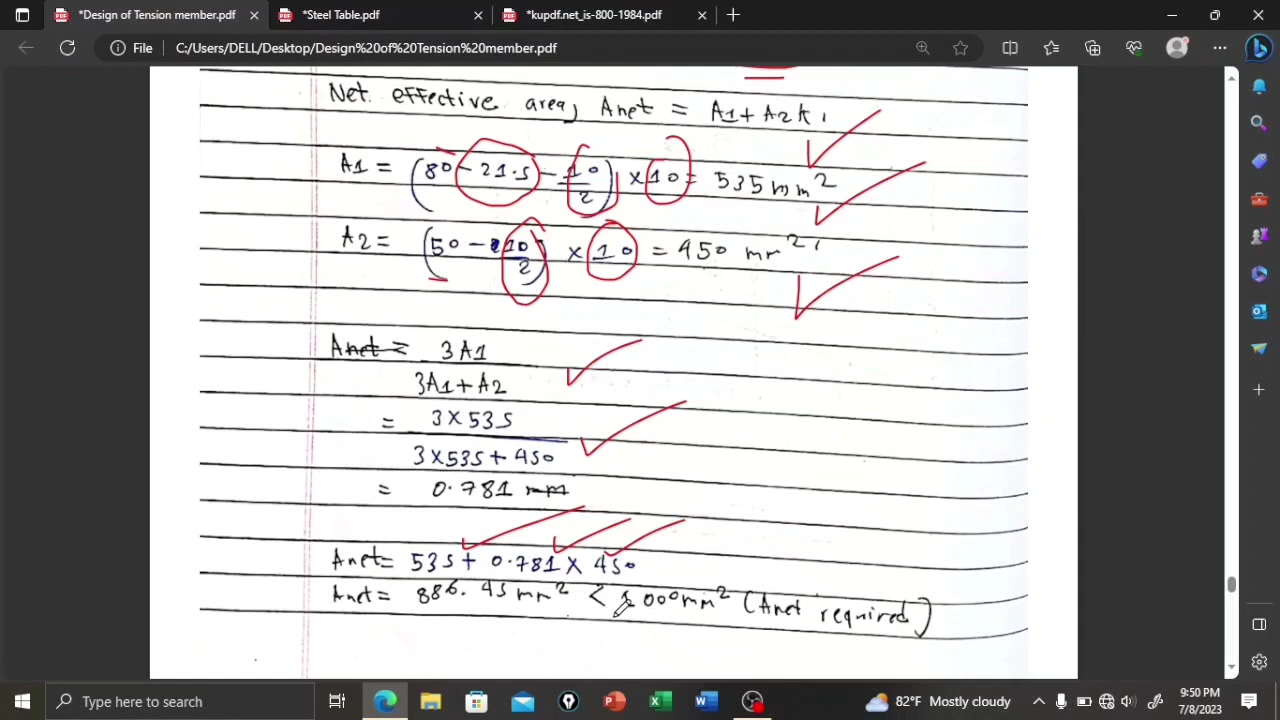 *Design of Tension member.pdf
*Steel Table.pdf
*kupdf.net_is-800-1984.pdf
File
C:/Users/DELL/Desktop/Design%20of%20Tension%20member.pdf
Net effective area, Anet = A1 + A2k.
A1 = (80 - 21.5 - 10/2) × 10 = 535 mm²
A2 = (50 - 10/2) × 10 = 450 mm²
Anet = 3A1
3A1 + A2
= 3 × 535
3 × 535 + 450
= 0.781 mm
Anet = 535 + 0.781 × 450
Anet = 886.45 mm² < 1000 mm² (Anet required)
Type here to search
82°F Mostly cloudy
9:50 PM
7/8/2023